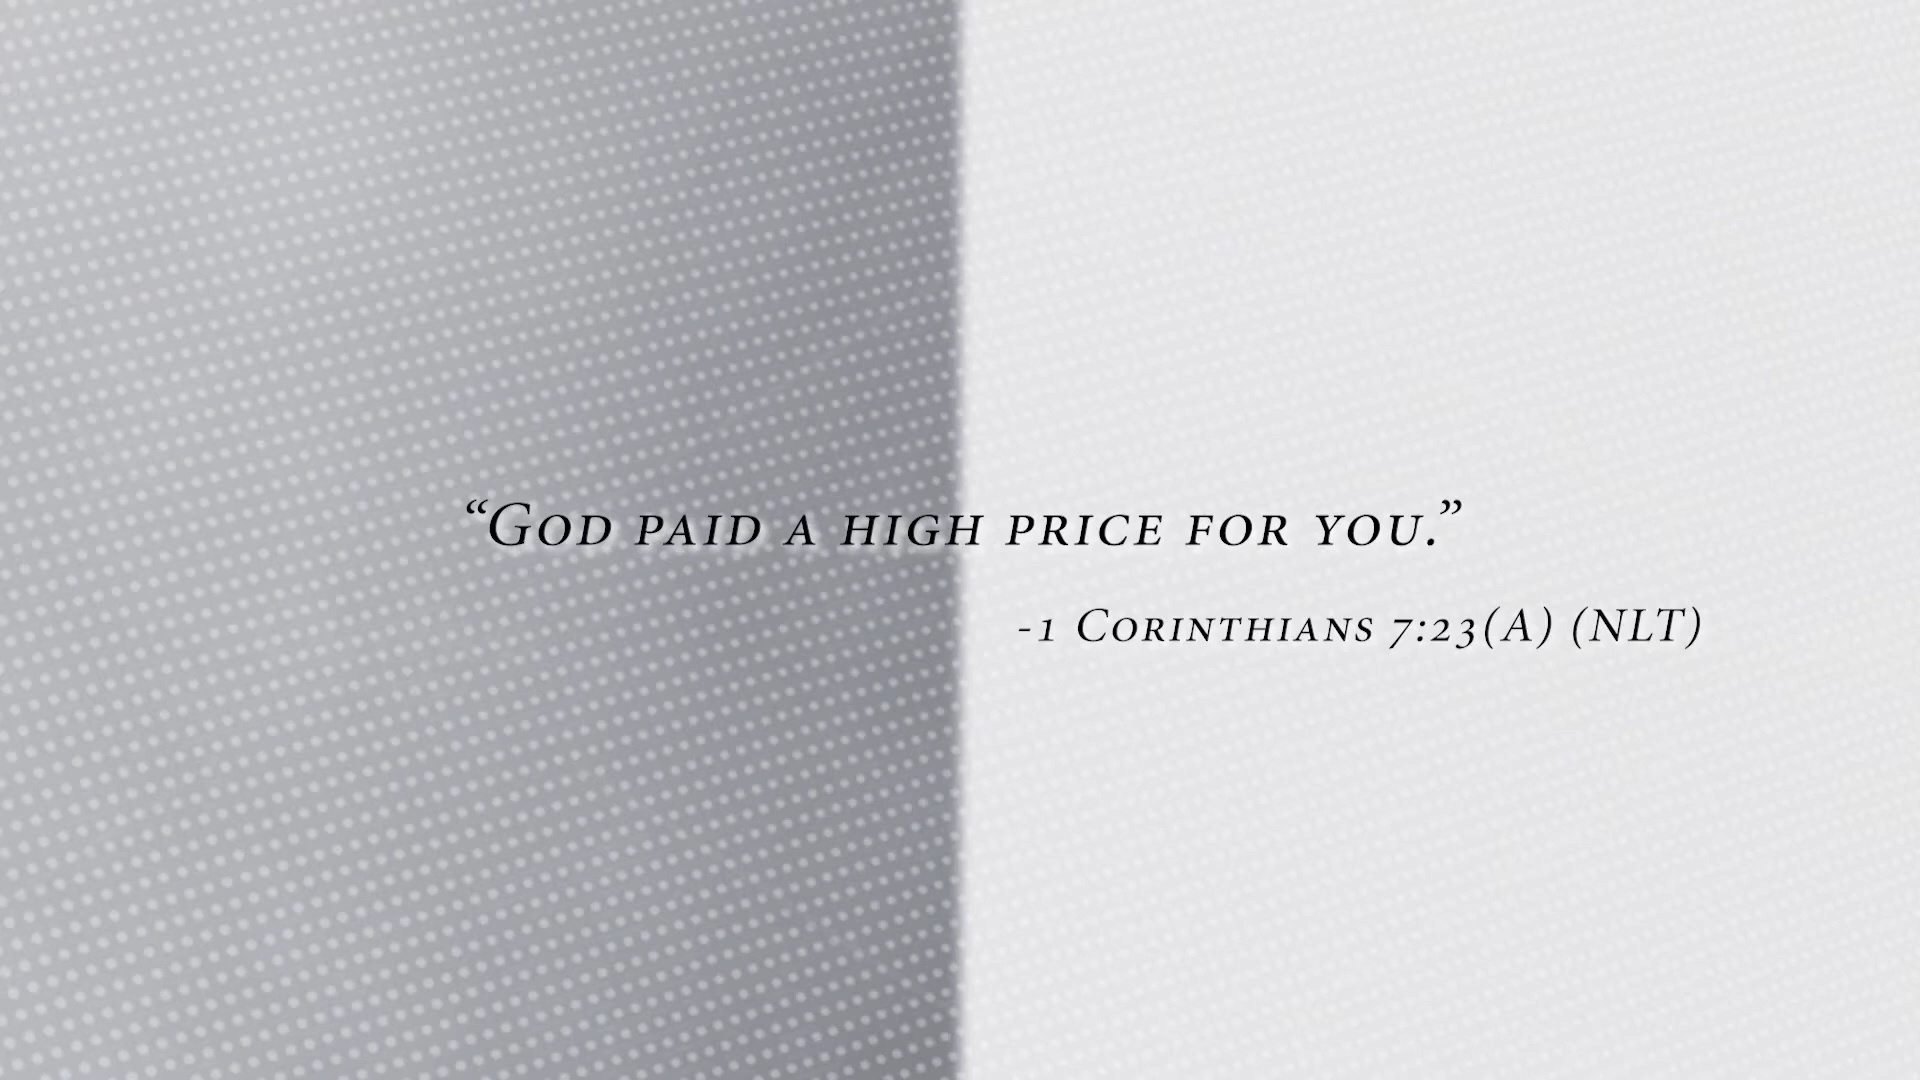 “God paid a high price for you.”
-1 Corinthians 7:23(A) (NLT)